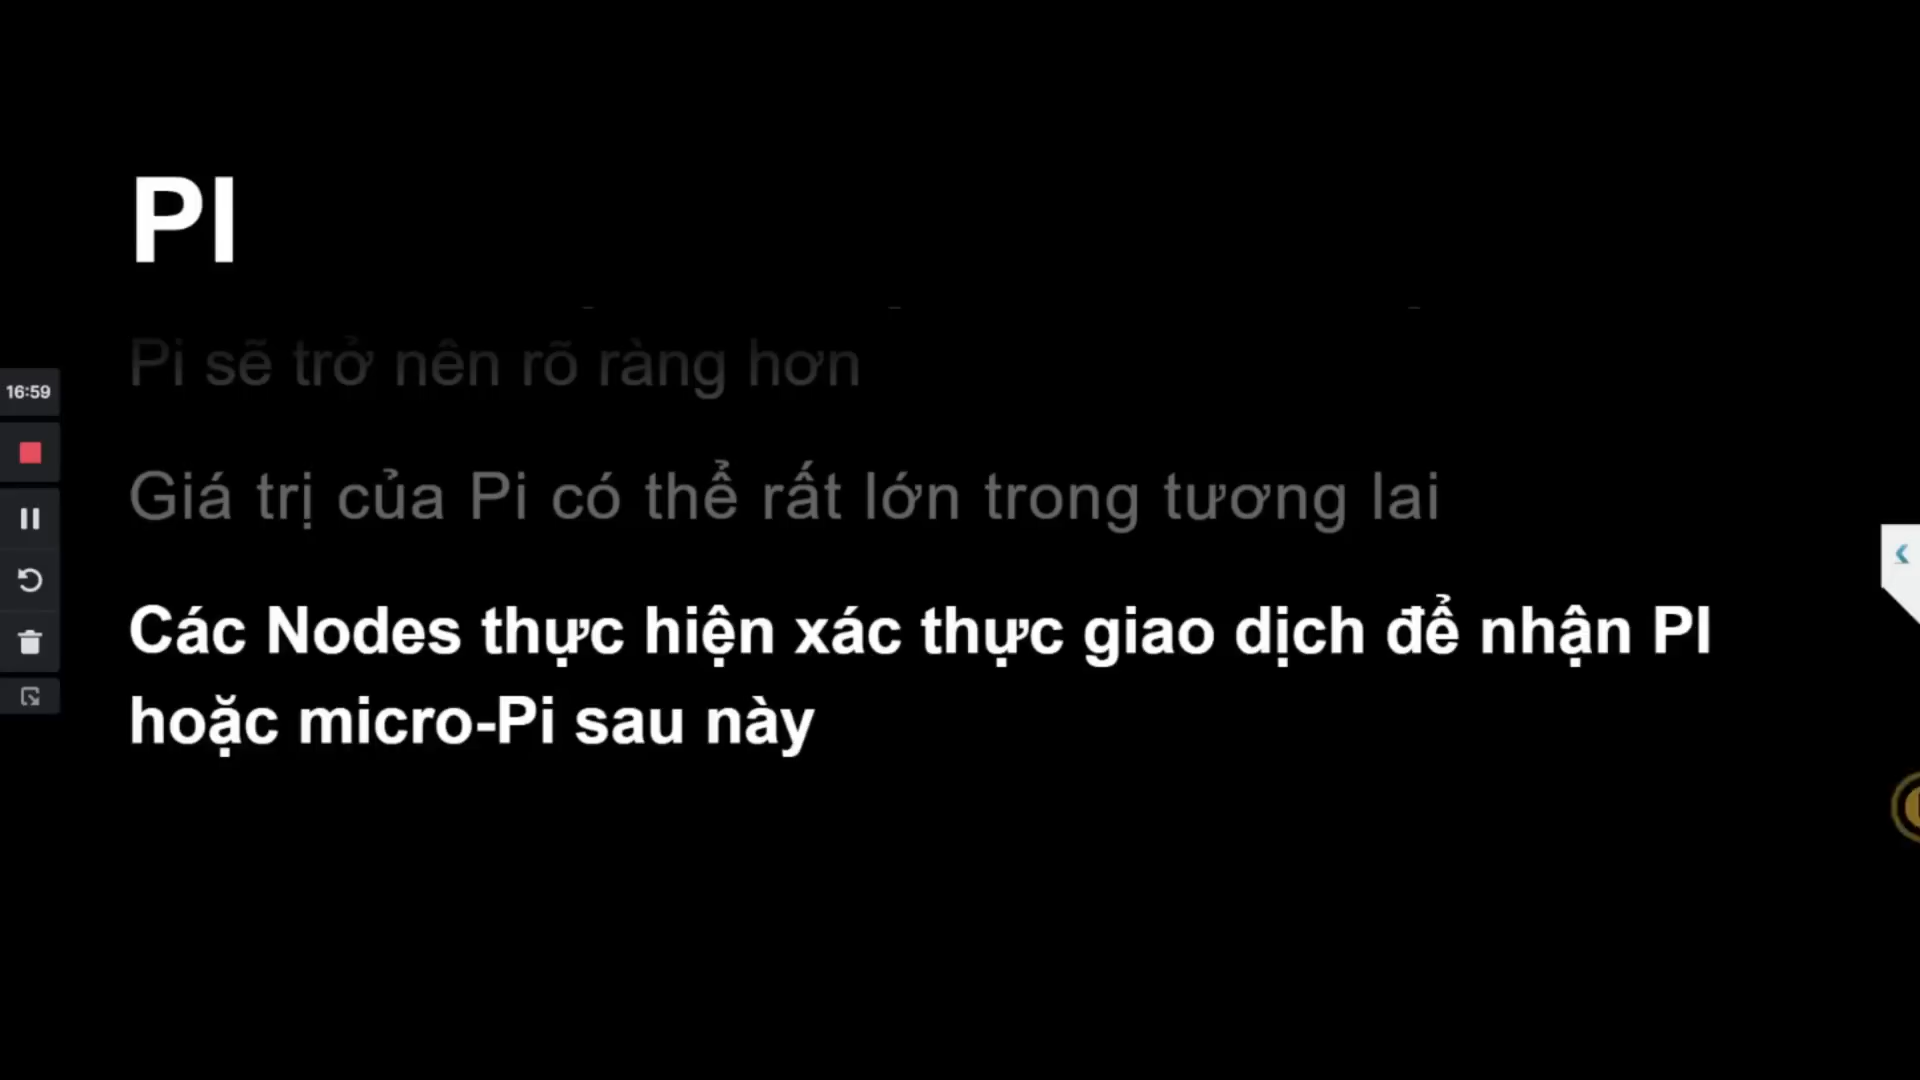 PI
Pi sẽ trở nên rõ ràng hơn
16:59
Giá trị của Pi có thể rất lớn trong tương lai
Các Nodes thực hiện xác thực giao dịch để nhận PI
hoặc micro-Pi sau này